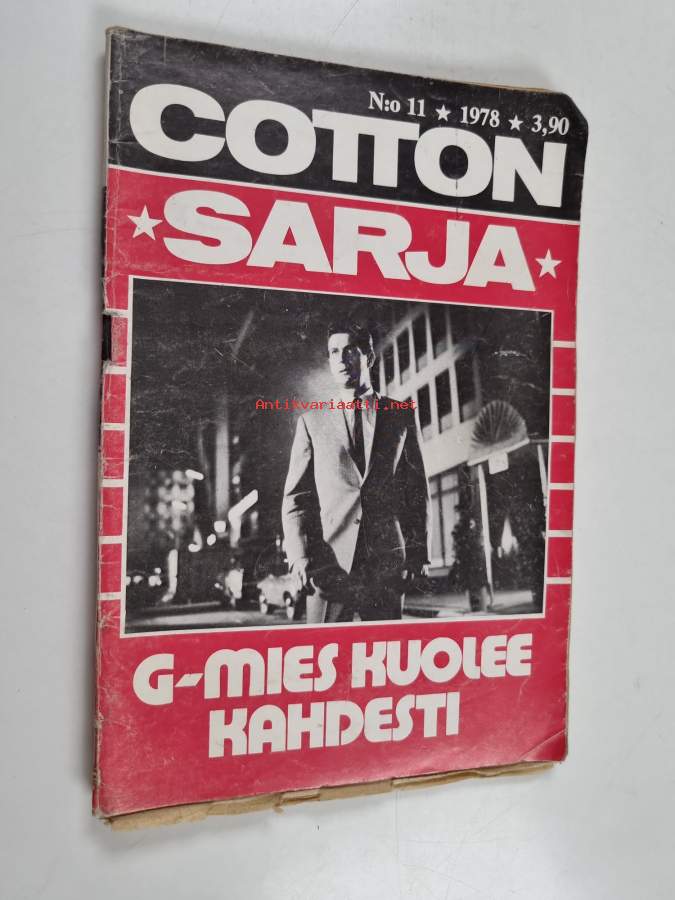 N:o 11 ★ 1978 ★ 3,90
COTTON
★SARJA★
Antikvariaatti.net
G-MIES KUOLEE
KAHDESTI